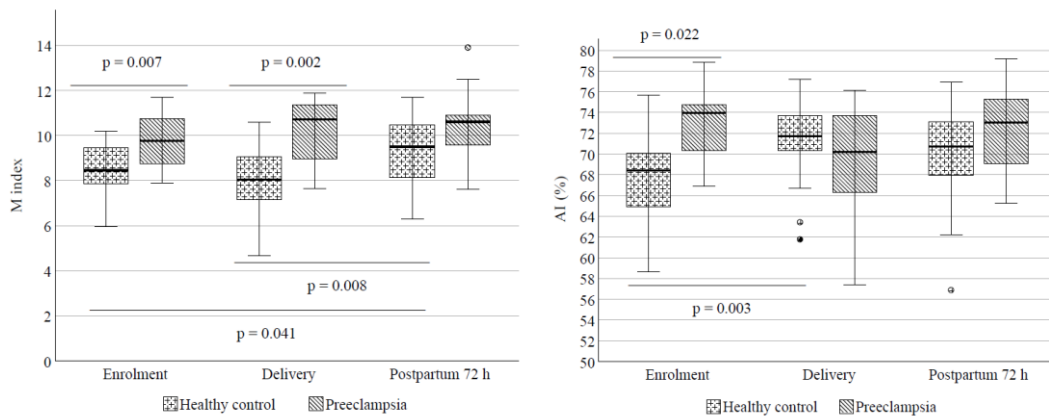 M index
14
12
10
8
6
4
2
0
p = 0.007
p = 0.002
p = 0.008
p = 0.041
Enrolment Delivery Postpartum 72 h
Healthy control Preeclampsia
AI (%)
80
78
76
74
72
70
68
66
64
62
60
58
56
54
52
50
p = 0.022
p = 0.003
Enrolment Delivery Postpartum 72 h
Healthy control Preeclampsia